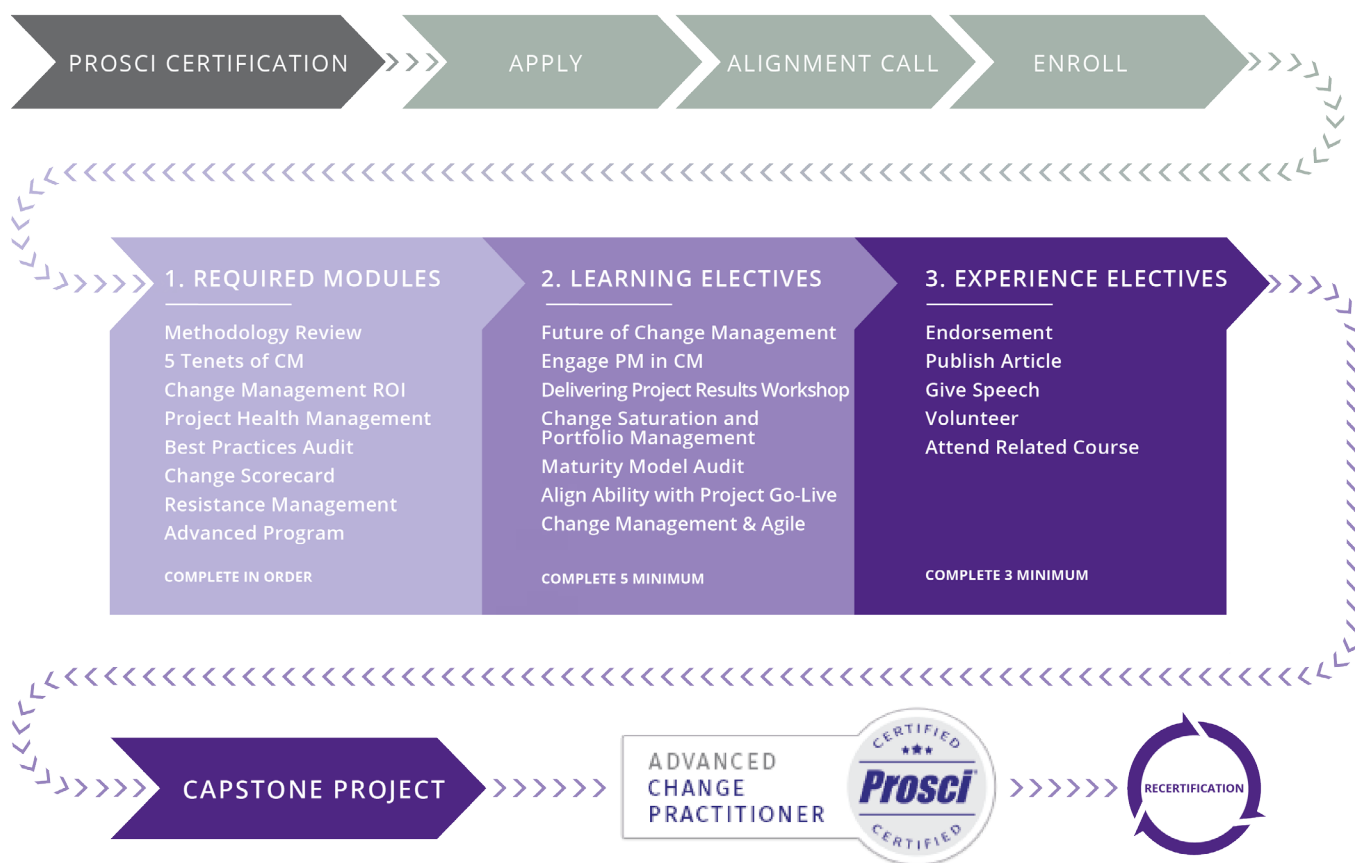 PROSCI CERTIFICATION
APPLY
ALIGNMENT CALL
ENROLL
1. REQUIRED MODULES
Methodology Review
5 Tenets of CM
Change Management ROI
Project Health Management
Best Practices Audit
Change Scorecard
Resistance Management
Advanced Program
COMPLETE IN ORDER
2. LEARNING ELECTIVES
Future of Change Management
Engage PM in CM
Delivering Project Results Workshop
Change Saturation and
Portfolio Management
Maturity Model Audit
Align Ability with Project Go-Live
Change Management & Agile
COMPLETE 5 MINIMUM
3. EXPERIENCE ELECTIVES
Endorsement
Publish Article
Give Speech
Volunteer
Attend Related Course
COMPLETE 3 MINIMUM
CAPSTONE PROJECT
ADVANCED
CHANGE
PRACTITIONER
CERTIFIED
Prosci
CERTIFIED
RECERTIFICATION